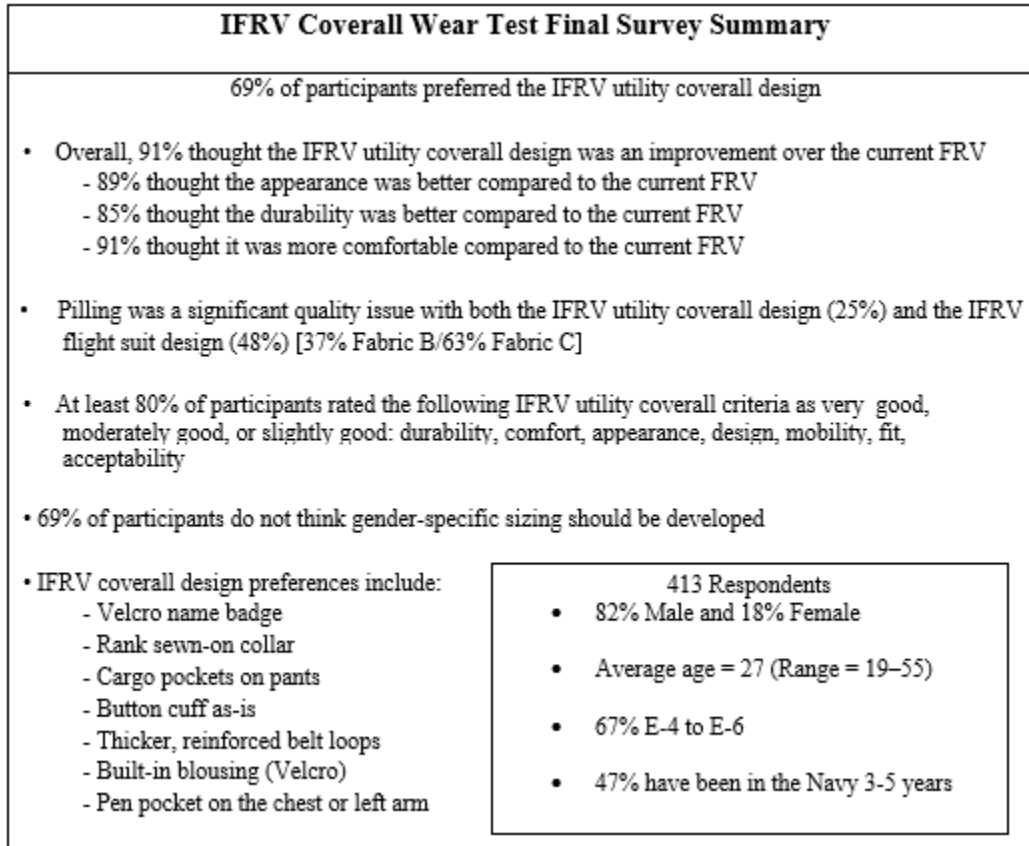 IFRV Coverall Wear Test Final Survey Summary
69% of participants preferred the IFRV utility coverall design
• Overall, 91% thought the IFRV utility coverall design was an improvement over the current FRV
- 89% thought the appearance was better compared to the current FRV
- 85% thought the durability was better compared to the current FRV
- 91% thought it was more comfortable compared to the current FRV
• Pilling was a significant quality issue with both the IFRV utility coverall design (25%) and the IFRV
flight suit design (48%) [37% Fabric B/63% Fabric C]
• At least 80% of participants rated the following IFRV utility coverall criteria as very good,
moderately good, or slightly good: durability, comfort, appearance, design, mobility, fit,
acceptability
• 69% of participants do not think gender-specific sizing should be developed
• IFRV coverall design preferences include:
- Velcro name badge
- Rank sewn-on collar
- Cargo pockets on pants
- Button cuff as-is
- Thicker, reinforced belt loops
- Built-in blousing (Velcro)
- Pen pocket on the chest or left arm
413 Respondents
• 82% Male and 18% Female
• Average age = 27 (Range = 19–55)
• 67% E-4 to E-6
• 47% have been in the Navy 3-5 years